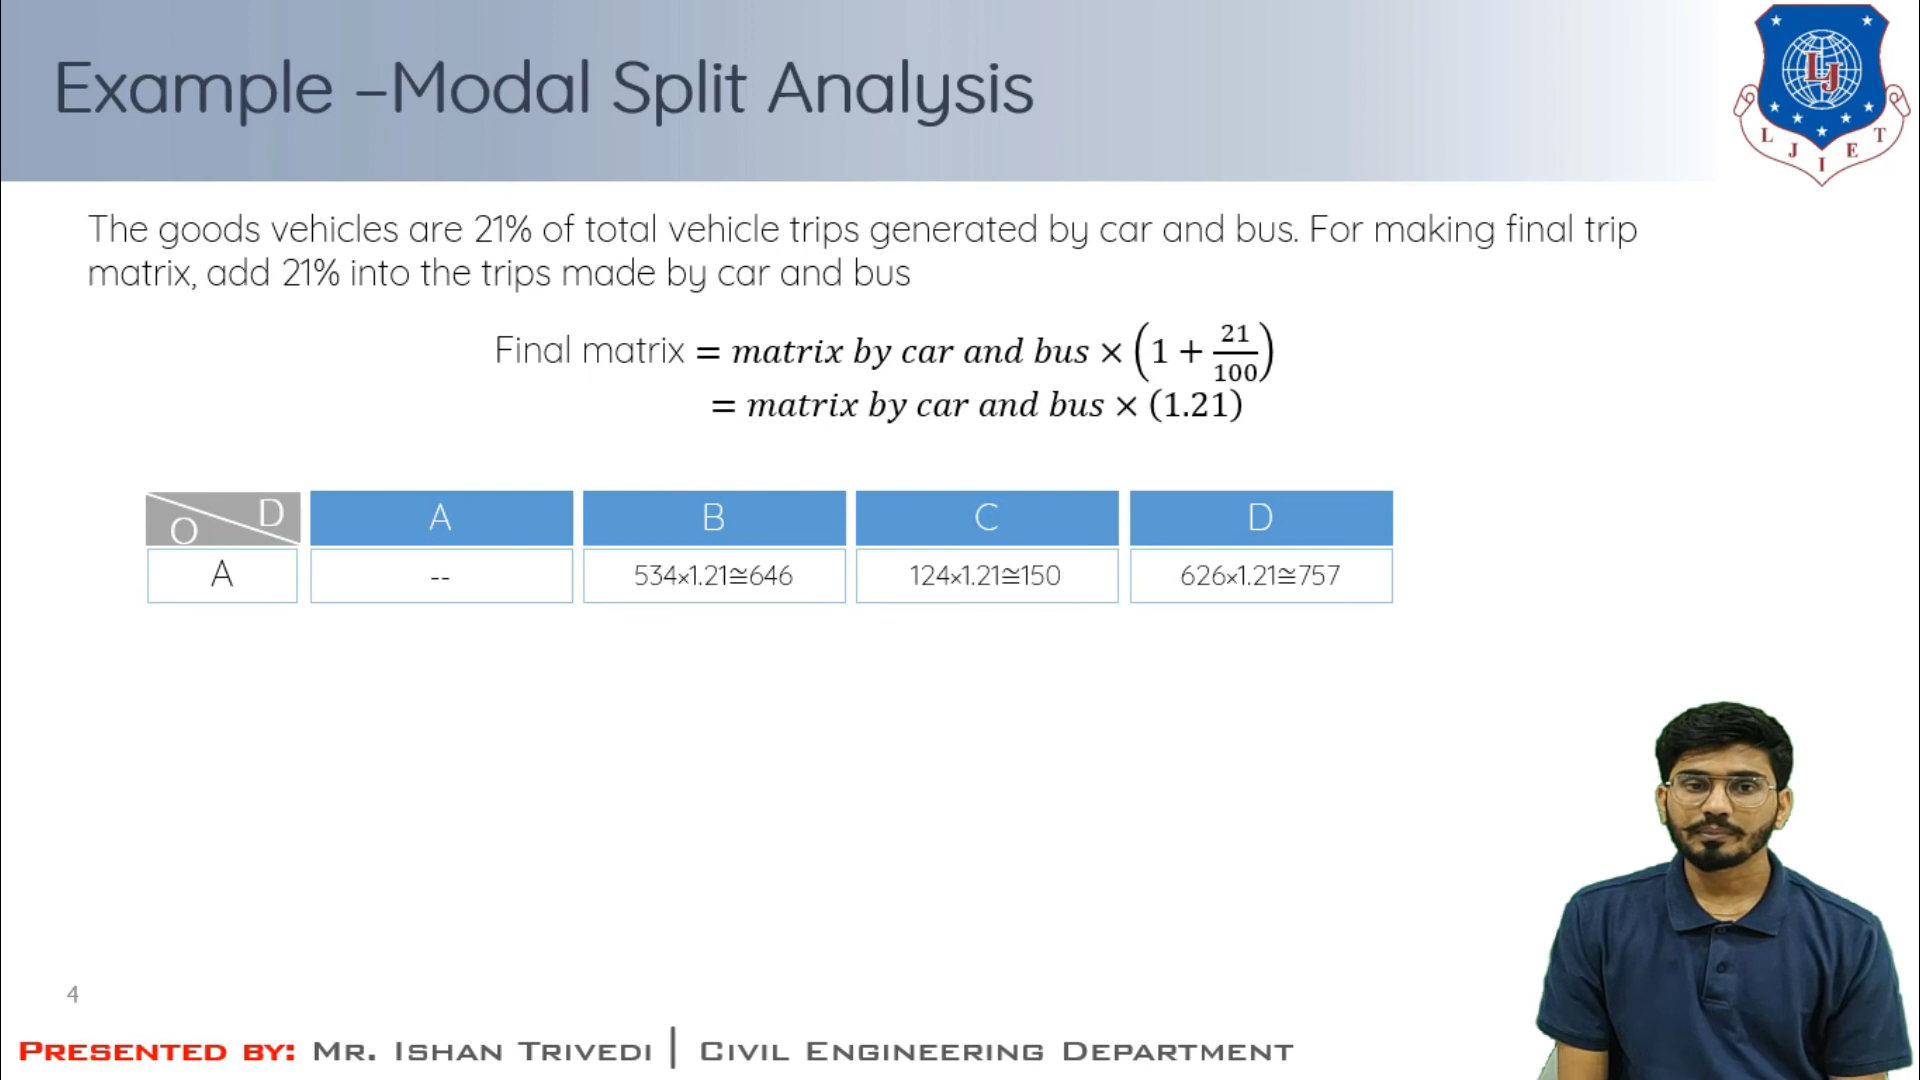 Example –Modal Split Analysis
LJ
L J I E T
The goods vehicles are 21% of total vehicle trips generated by car and bus. For making final trip
matrix, add 21% into the trips made by car and bus
Final matrix = matrix by car and bus × (1 + 21/100)
= matrix by car and bus × (1.21)
O D A B C D
A -- 534×1.21≅646 124×1.21≅150 626×1.21≅757
4
PRESENTED BY: MR. ISHAN TRIVEDI | CIVIL ENGINEERING DEPARTMENT